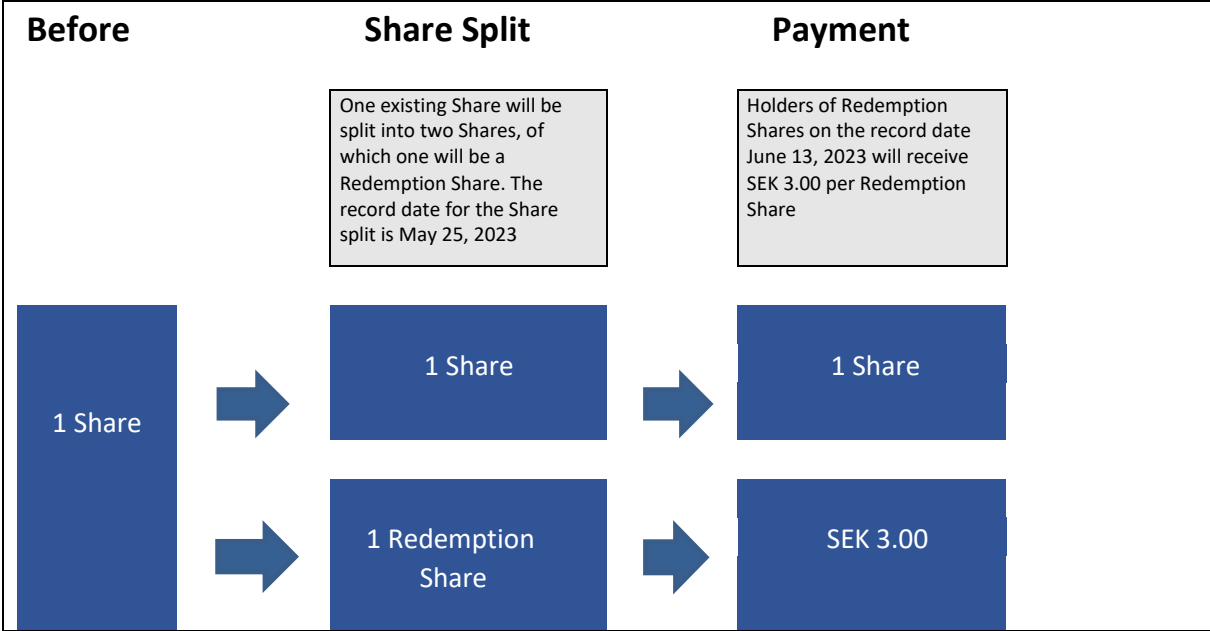 Before
Share Split
Payment
One existing Share will be
split into two Shares, of
which one will be a
Redemption Share. The
record date for the Share
split is May 25, 2023
Holders of Redemption
Shares on the record date
June 13, 2023 will receive
SEK 3.00 per Redemption
Share
1 Share
1 Share
1 Share
1 Redemption
Share
SEK 3.00